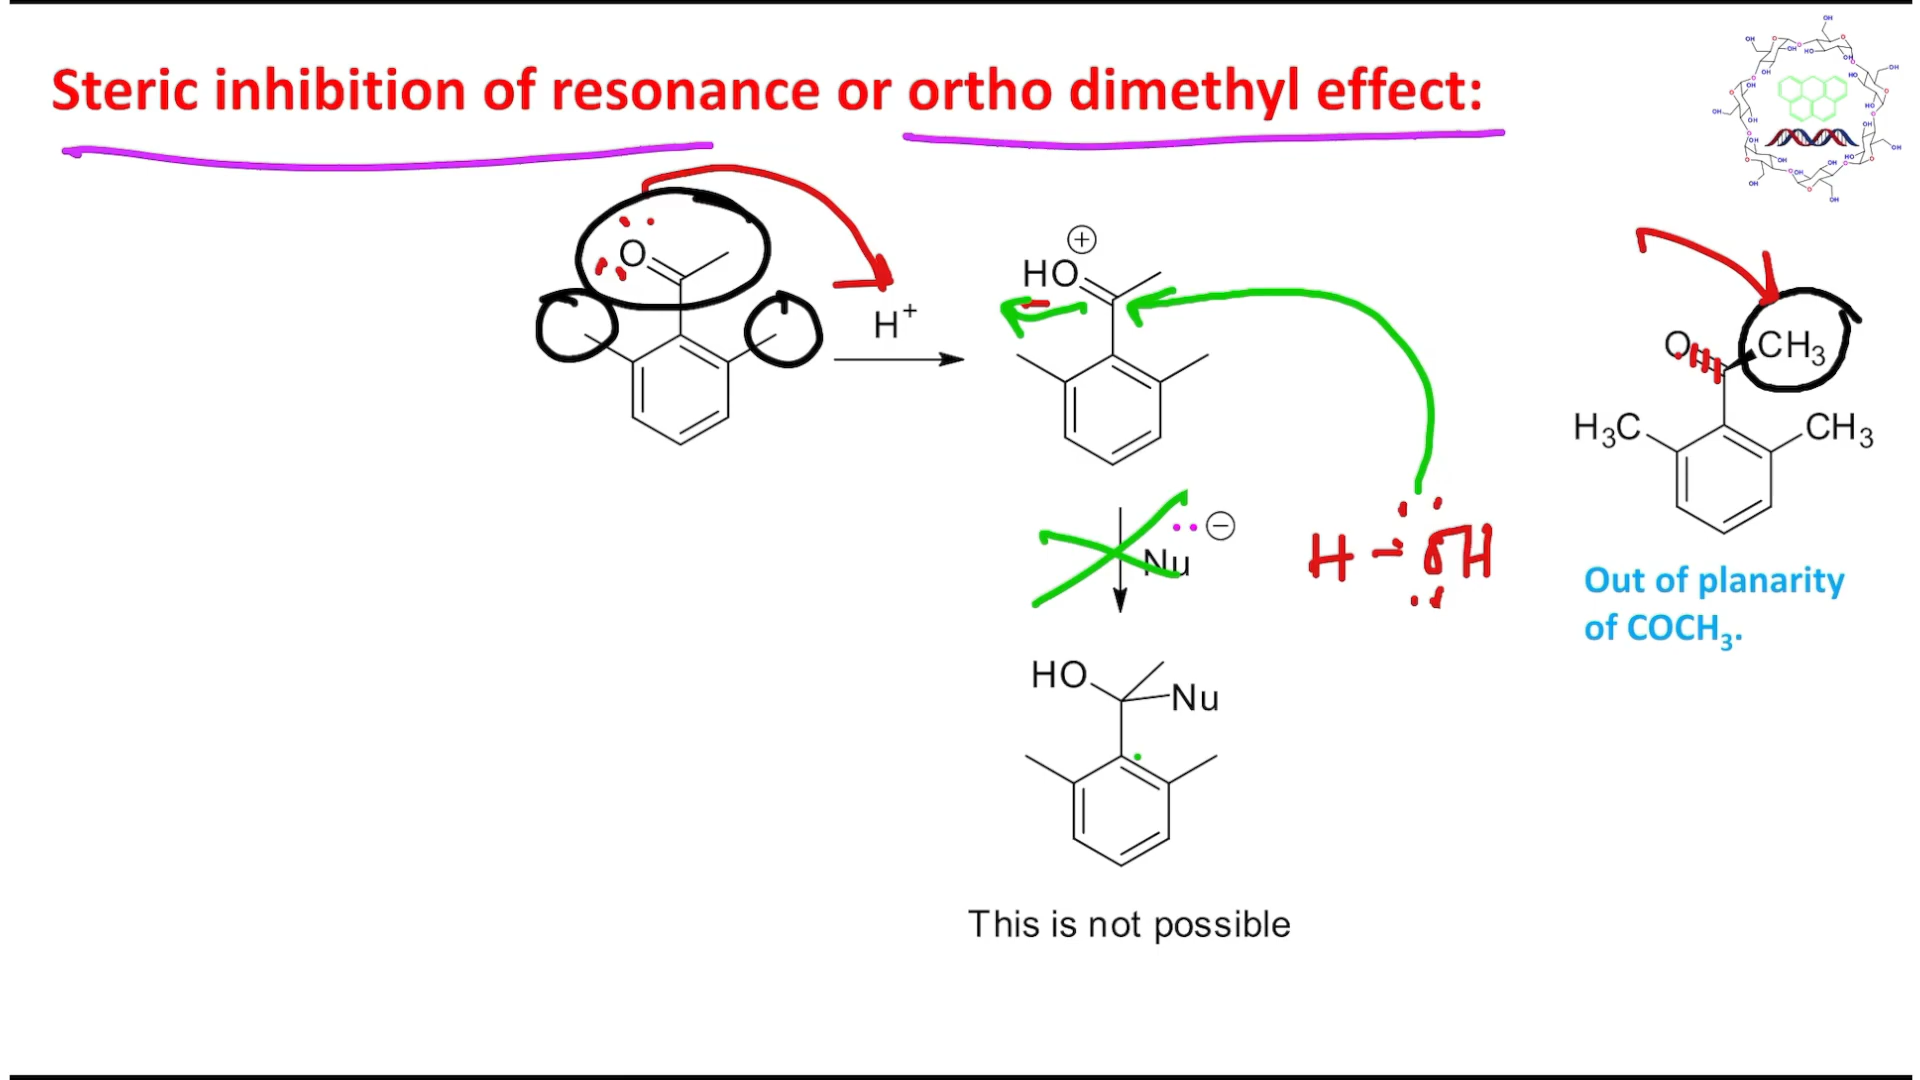 Steric inhibition of resonance or ortho dimethyl effect:
O
H+
+
HO
O
CH3
H3C
CH3
−
Nu
H - OH
Out of planarity
of COCH3.
HO
Nu
This is not possible